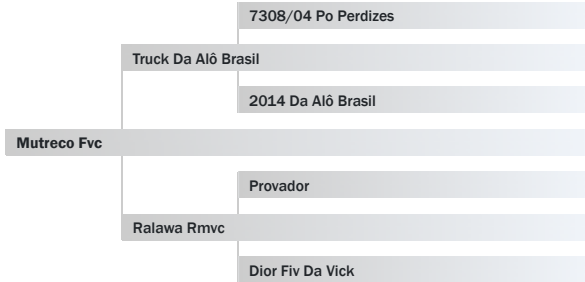 7308/04 Po Perdizes
Truck Da Alô Brasil
2014 Da Alô Brasil
Mutreco Fvc
Provador
Ralawa Rmvc
Dior Fiv Da Vick